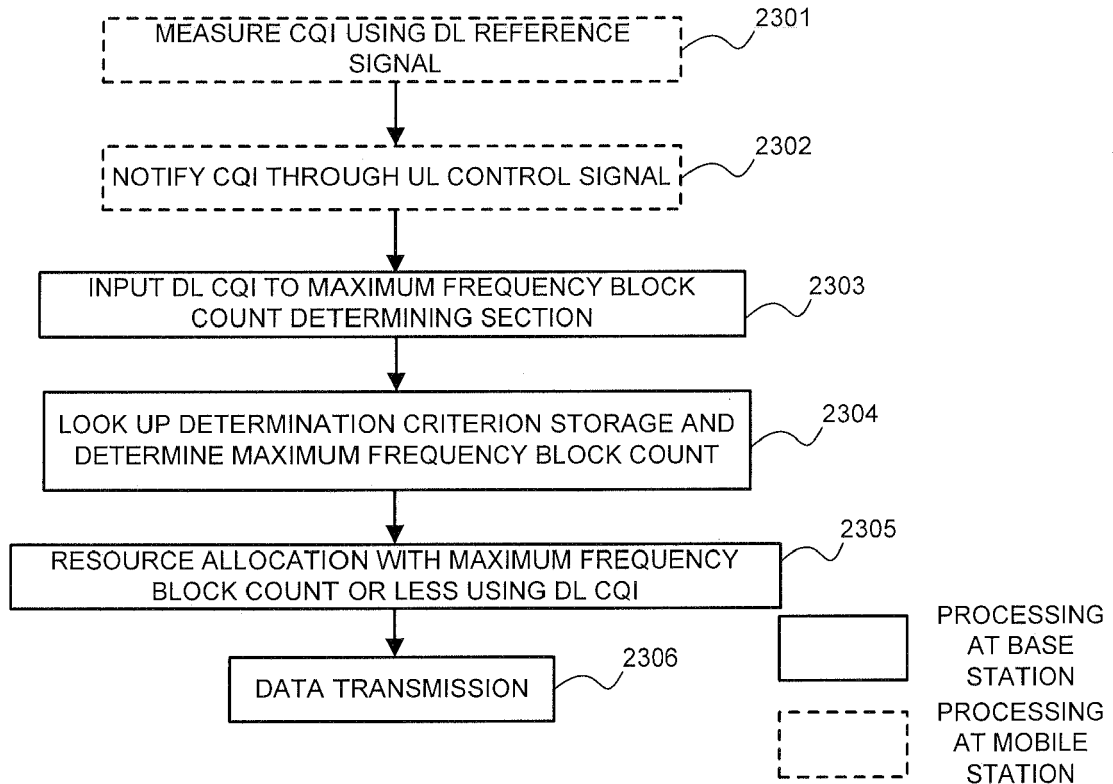 MEASURE CQI USING DL REFERENCE
SIGNAL
2301
NOTIFY CQI THROUGH UL CONTROL SIGNAL
2302
INPUT DL CQI TO MAXIMUM FREQUENCY BLOCK
COUNT DETERMINING SECTION
2303
LOOK UP DETERMINATION CRITERION STORAGE AND
DETERMINE MAXIMUM FREQUENCY BLOCK COUNT
2304
RESOURCE ALLOCATION WITH MAXIMUM FREQUENCY
BLOCK COUNT OR LESS USING DL CQI
2305
DATA TRANSMISSION
2306
PROCESSING
AT BASE
STATION
PROCESSING
AT MOBILE
STATION